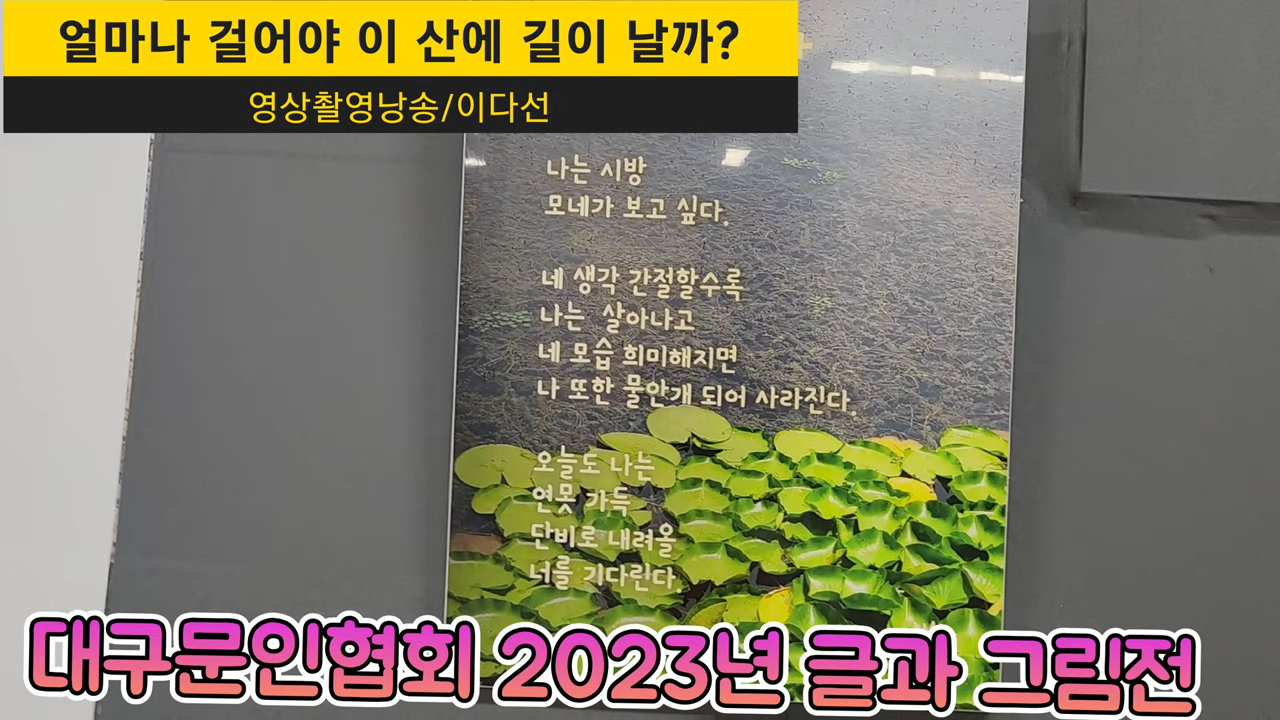 얼마나 걸어야 이 산에 길이 날까?
영상촬영낭송/이다선
나는 시방
모네가 보고 싶다.
네 생각 간절할수록
나는 살아나고
네 모습 희미해지면
나 또한 물안개 되어 사라진다.
오늘도 나는
연못 가득
단비로 내려올
너를 기다린다.
대구문인협회 2023년 글과 그림전